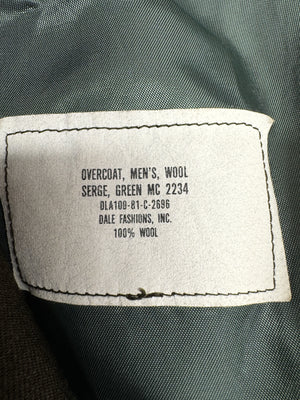 OVERCOAT, MEN'S, WOOL
SERGE, GREEN MC 2234
DLA100-81-C-2696
DALE FASHIONS, INC.
100% WOOL